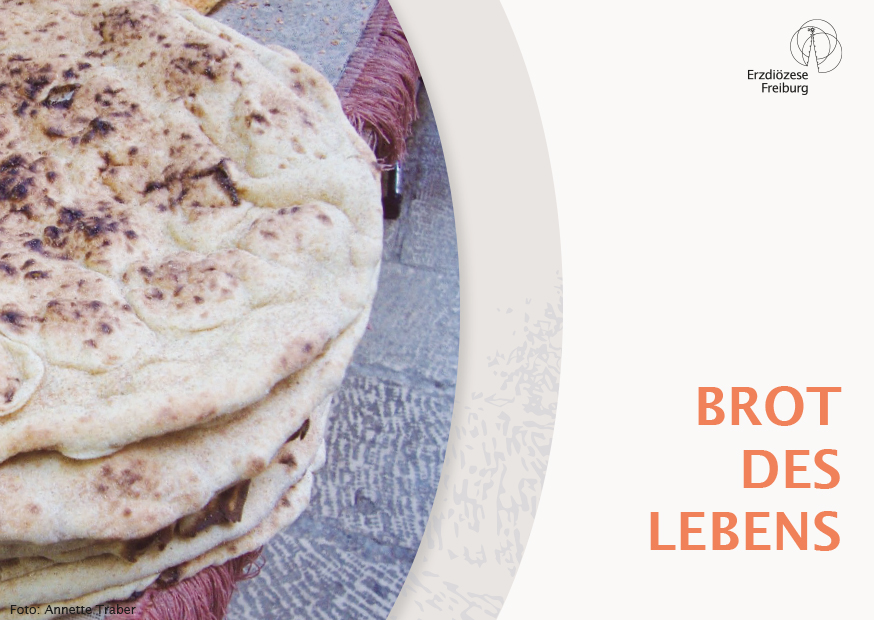 Erzdiözese
Freiburg
BROT
DES
LEBENS
Foto: Annette Traber